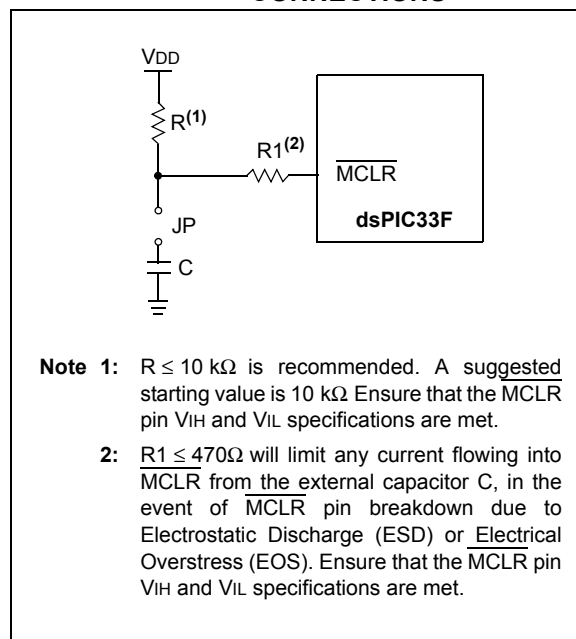 CONNECTIONS
VDD
R(1)
R1(2)
MCLR
dsPIC33F
JP
C
Note 1: R ≤ 10 kΩ is recommended. A suggested
starting value is 10 kΩ Ensure that the MCLR
pin VIH and VIL specifications are met.
2: R1 ≤ 470Ω will limit any current flowing into
MCLR from the external capacitor C, in the
event of MCLR pin breakdown due to
Electrostatic Discharge (ESD) or Electrical
Overstress (EOS). Ensure that the MCLR pin
VIH and VIL specifications are met.